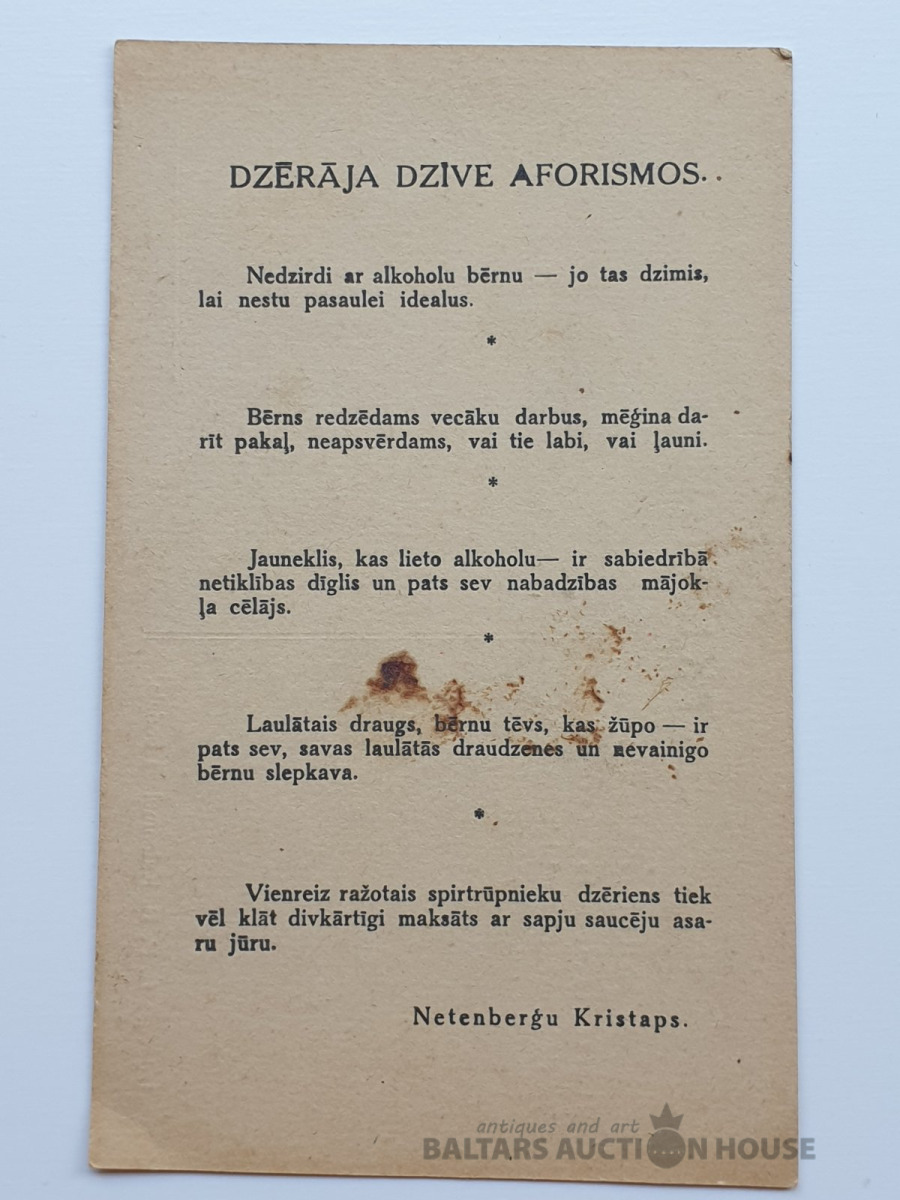 DZĒRĀJA DZĪVE AFORISMOS.
Nedzirdi ar alkoholu bērnu — jo tas dzimis,
lai nestu pasaulei idealus.
*
Bērns redzēdams vecāku darbus, mēģina da-
rīt pakaļ, neapsvērdams, vai tie labi, vai ļauni.
*
Jauneklis, kas lieto alkoholu— ir sabiedrībā
netiklības dīglis un pats sev nabadzības mājok-
ļa cēlājs.
*
Laulātais draugs, bērnu tēvs, kas žūpo — ir
pats sev, savas laulātās draudzenes un nevainigo
bērnu slepkava.
*
Vienreiz ražotais spirtrūpnieku dzēriens tiek
vēl klāt divkārtīgi maksāts ar sapju saucēju asa-
ru jūru.
Netenberģu Kristaps.
antiques and art
BALTARS AUCTION HOUSE